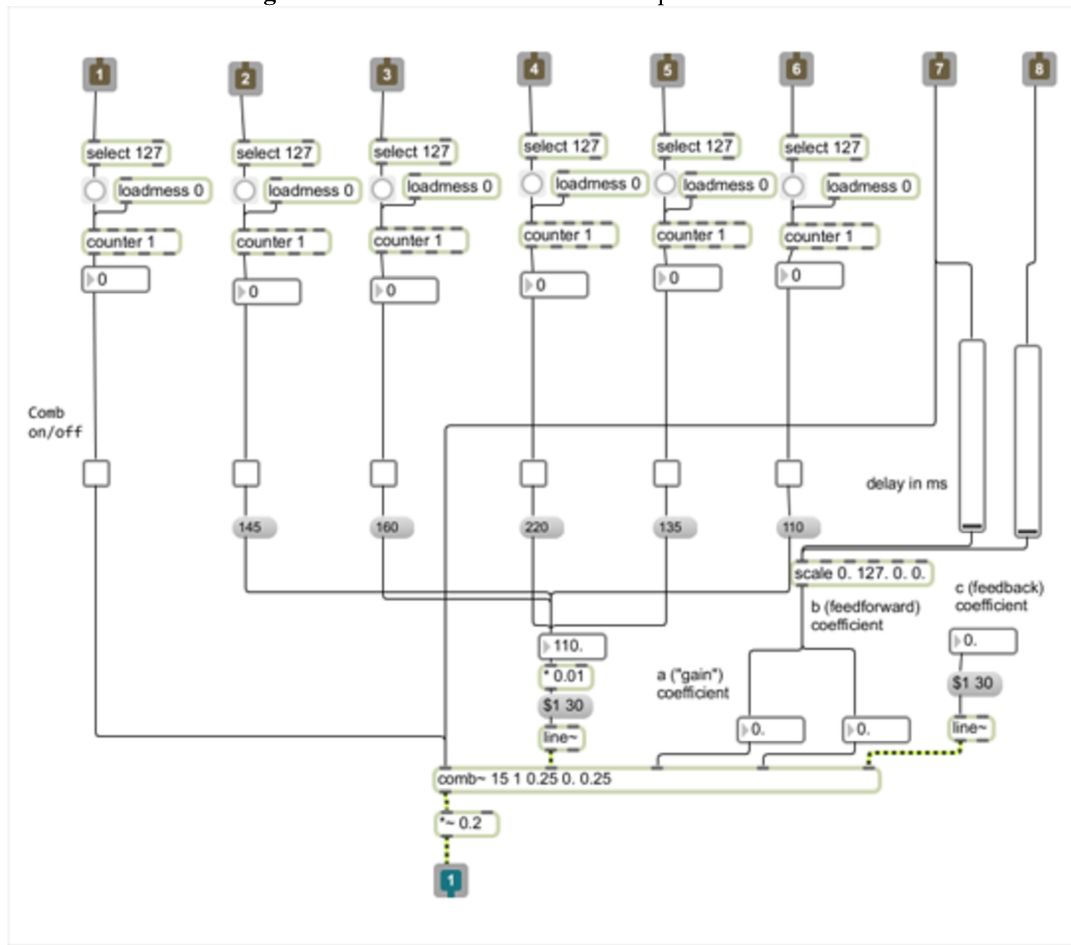 g
1 2 3 4 5 6 7 8
select 127 select 127 select 127 select 127 select 127 select 127
loadmess 0 loadmess 0 loadmess 0 loadmess 0 loadmess 0 loadmess 0
counter 1 counter 1 counter 1 counter 1 counter 1 counter 1
0 0 0 0 0 0
Comb
on/off
delay in ms
145 160 220 135 110
scale 0. 127. 0. 0.
c (feedback)
coefficient
b (feedforward)
coefficient
110.
0.
* 0.01
a ("gain")
coefficient
$1 30
$1 30
line~
0. 0.
line~
comb~ 15 1 0.25 0. 0.25
*~ 0.2
1